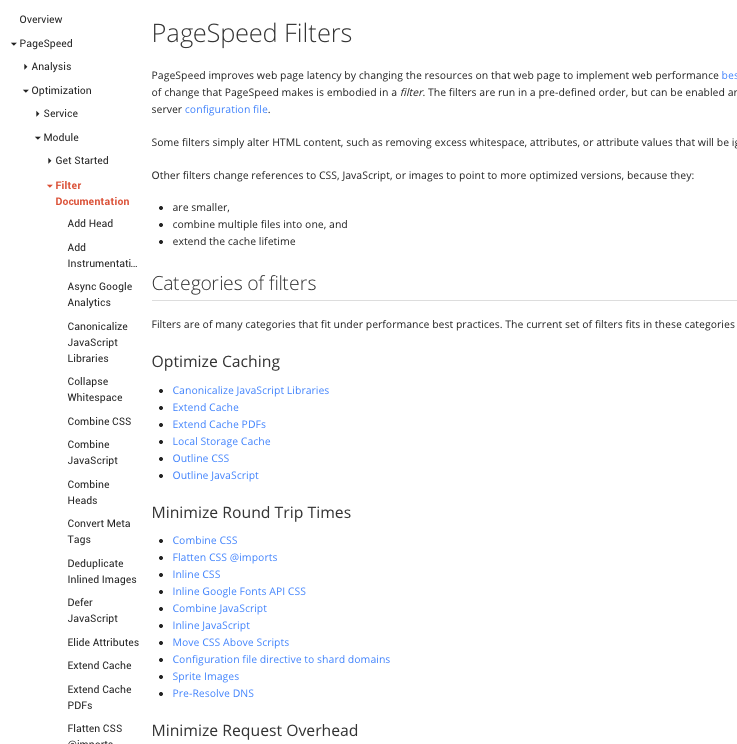 Overview
PageSpeed
Analysis
Optimization
Service
Module
Get Started
Filter
Documentation
Add Head
Add
Instrumentati...
Async Google
Analytics
Canonicalize
JavaScript
Libraries
Collapse
Whitespace
Combine CSS
Combine
JavaScript
Combine
Heads
Convert Meta
Tags
Deduplicate
Inlined Images
Defer
JavaScript
Elide Attributes
Extend Cache
Extend Cache
PDFs
Flatten CSS
@imports
PageSpeed Filters
PageSpeed improves web page latency by changing the resources on that web page to implement web performance bes
of change that PageSpeed makes is embodied in a filter. The filters are run in a pre-defined order, but can be enabled an
server configuration file.
Some filters simply alter HTML content, such as removing excess whitespace, attributes, or attribute values that will be ig
Other filters change references to CSS, JavaScript, or images to point to more optimized versions, because they:
are smaller,
combine multiple files into one, and
extend the cache lifetime
Categories of filters
Filters are of many categories that fit under performance best practices. The current set of filters fits in these categories
Optimize Caching
Canonicalize JavaScript Libraries
Extend Cache
Extend Cache PDFs
Local Storage Cache
Outline CSS
Outline JavaScript
Minimize Round Trip Times
Combine CSS
Flatten CSS @imports
Inline CSS
Inline Google Fonts API CSS
Combine JavaScript
Inline JavaScript
Move CSS Above Scripts
Configuration file directive to shard domains
Sprite Images
Pre-Resolve DNS
Minimize Request Overhead